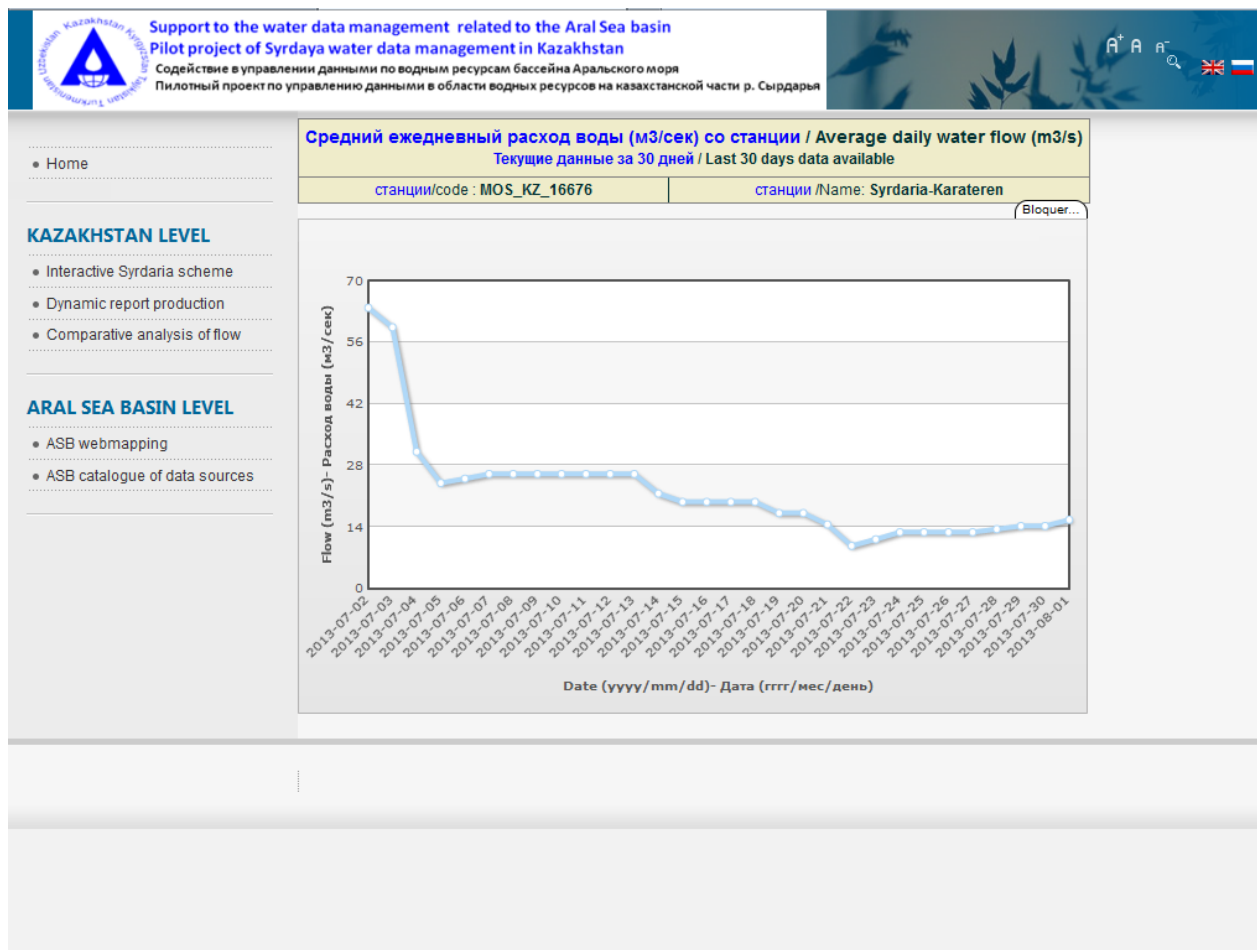 Kazakhstan Kyrgyzstan Tajikistan Turkmenistan Uzbekistan
Support to the water data management related to the Aral Sea basin
Pilot project of Syrdaya water data management in Kazakhstan
Содействие в управлении данными по водным ресурсам бассейна Аральского моря
Пилотный проект по управлению данными в области водных ресурсов на казахстанской части р. Сырдарья
A+ A A-
Home
KAZAKHSTAN LEVEL
Interactive Syrdaria scheme
Dynamic report production
Comparative analysis of flow
ARAL SEA BASIN LEVEL
ASB webmapping
ASB catalogue of data sources
Средний ежедневный расход воды (м3/сек) со станции / Average daily water flow (m3/s)
Текущие данные за 30 дней / Last 30 days data available
станции/code : MOS_KZ_16676
станции /Name: Syrdaria-Karateren
Bloquer...
Flow (m3/s)- Расход воды (м3/сек)
70
56
42
28
14
0
2013-07-02
2013-07-03
2013-07-04
2013-07-05
2013-07-06
2013-07-07
2013-07-08
2013-07-09
2013-07-10
2013-07-11
2013-07-12
2013-07-13
2013-07-14
2013-07-15
2013-07-16
2013-07-17
2013-07-18
2013-07-19
2013-07-20
2013-07-21
2013-07-22
2013-07-23
2013-07-24
2013-07-25
2013-07-26
2013-07-27
2013-07-28
2013-07-29
2013-07-30
2013-08-01
Date (yyyy/mm/dd)- Дата (гггг/мес/день)